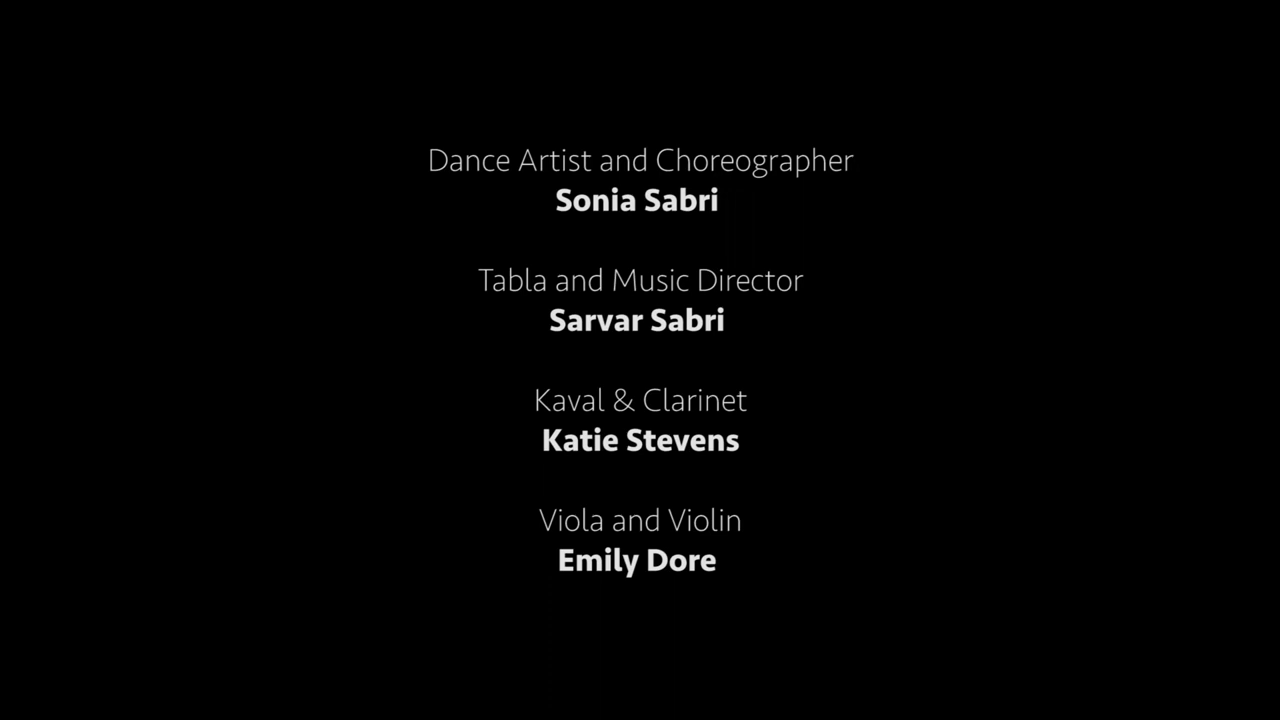 Dance Artist and Choreographer
Sonia Sabri
Tabla and Music Director
Sarvar Sabri
Kaval & Clarinet
Katie Stevens
Viola and Violin
Emily Dore